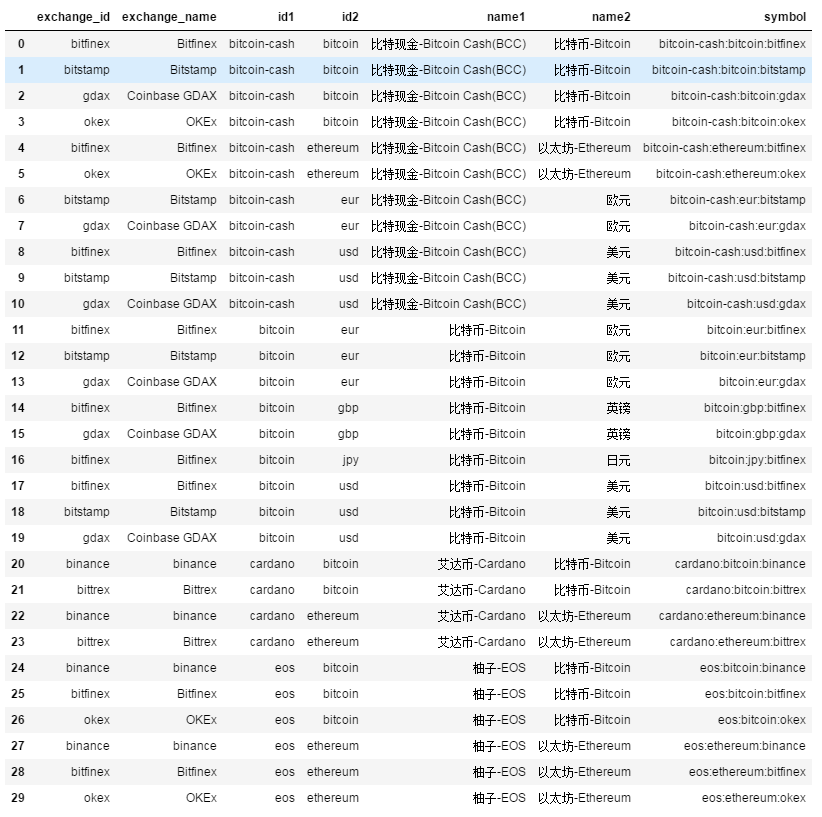 exchange_id exchange_name id1 id2 name1 name2 symbol
0 bitfinex Bitfinex bitcoin-cash bitcoin 比特现金-Bitcoin Cash(BCC) 比特币-Bitcoin bitcoin-cash:bitcoin:bitfinex
1 bitstamp Bitstamp bitcoin-cash bitcoin 比特现金-Bitcoin Cash(BCC) 比特币-Bitcoin bitcoin-cash:bitcoin:bitstamp
2 gdax Coinbase GDAX bitcoin-cash bitcoin 比特现金-Bitcoin Cash(BCC) 比特币-Bitcoin bitcoin-cash:bitcoin:gdax
3 okex OKEx bitcoin-cash bitcoin 比特现金-Bitcoin Cash(BCC) 比特币-Bitcoin bitcoin-cash:bitcoin:okex
4 bitfinex Bitfinex bitcoin-cash ethereum 比特现金-Bitcoin Cash(BCC) 以太坊-Ethereum bitcoin-cash:ethereum:bitfinex
5 okex OKEx bitcoin-cash ethereum 比特现金-Bitcoin Cash(BCC) 以太坊-Ethereum bitcoin-cash:ethereum:okex
6 bitstamp Bitstamp bitcoin-cash eur 比特现金-Bitcoin Cash(BCC) 欧元 bitcoin-cash:eur:bitstamp
7 gdax Coinbase GDAX bitcoin-cash eur 比特现金-Bitcoin Cash(BCC) 欧元 bitcoin-cash:eur:gdax
8 bitfinex Bitfinex bitcoin-cash usd 比特现金-Bitcoin Cash(BCC) 美元 bitcoin-cash:usd:bitfinex
9 bitstamp Bitstamp bitcoin-cash usd 比特现金-Bitcoin Cash(BCC) 美元 bitcoin-cash:usd:bitstamp
10 gdax Coinbase GDAX bitcoin-cash usd 比特现金-Bitcoin Cash(BCC) 美元 bitcoin-cash:usd:gdax
11 bitfinex Bitfinex bitcoin eur 比特币-Bitcoin 欧元 bitcoin:eur:bitfinex
12 bitstamp Bitstamp bitcoin eur 比特币-Bitcoin 欧元 bitcoin:eur:bitstamp
13 gdax Coinbase GDAX bitcoin eur 比特币-Bitcoin 欧元 bitcoin:eur:gdax
14 bitfinex Bitfinex bitcoin gbp 比特币-Bitcoin 英镑 bitcoin:gbp:bitfinex
15 gdax Coinbase GDAX bitcoin gbp 比特币-Bitcoin 英镑 bitcoin:gbp:gdax
16 bitfinex Bitfinex bitcoin jpy 比特币-Bitcoin 日元 bitcoin:jpy:bitfinex
17 bitfinex Bitfinex bitcoin usd 比特币-Bitcoin 美元 bitcoin:usd:bitfinex
18 bitstamp Bitstamp bitcoin usd 比特币-Bitcoin 美元 bitcoin:usd:bitstamp
19 gdax Coinbase GDAX bitcoin usd 比特币-Bitcoin 美元 bitcoin:usd:gdax
20 binance binance cardano bitcoin 艾达币-Cardano 比特币-Bitcoin cardano:bitcoin:binance
21 bittrex Bittrex cardano bitcoin 艾达币-Cardano 比特币-Bitcoin cardano:bitcoin:bittrex
22 binance binance cardano ethereum 艾达币-Cardano 以太坊-Ethereum cardano:ethereum:binance
23 bittrex Bittrex cardano ethereum 艾达币-Cardano 以太坊-Ethereum cardano:ethereum:bittrex
24 binance binance eos bitcoin 柚子-EOS 比特币-Bitcoin eos:bitcoin:binance
25 bitfinex Bitfinex eos bitcoin 柚子-EOS 比特币-Bitcoin eos:bitcoin:bitfinex
26 okex OKEx eos bitcoin 柚子-EOS 比特币-Bitcoin eos:bitcoin:okex
27 binance binance eos ethereum 柚子-EOS 以太坊-Ethereum eos:ethereum:binance
28 bitfinex Bitfinex eos ethereum 柚子-EOS 以太坊-Ethereum eos:ethereum:bitfinex
29 okex OKEx eos ethereum 柚子-EOS 以太坊-Ethereum eos:ethereum:okex